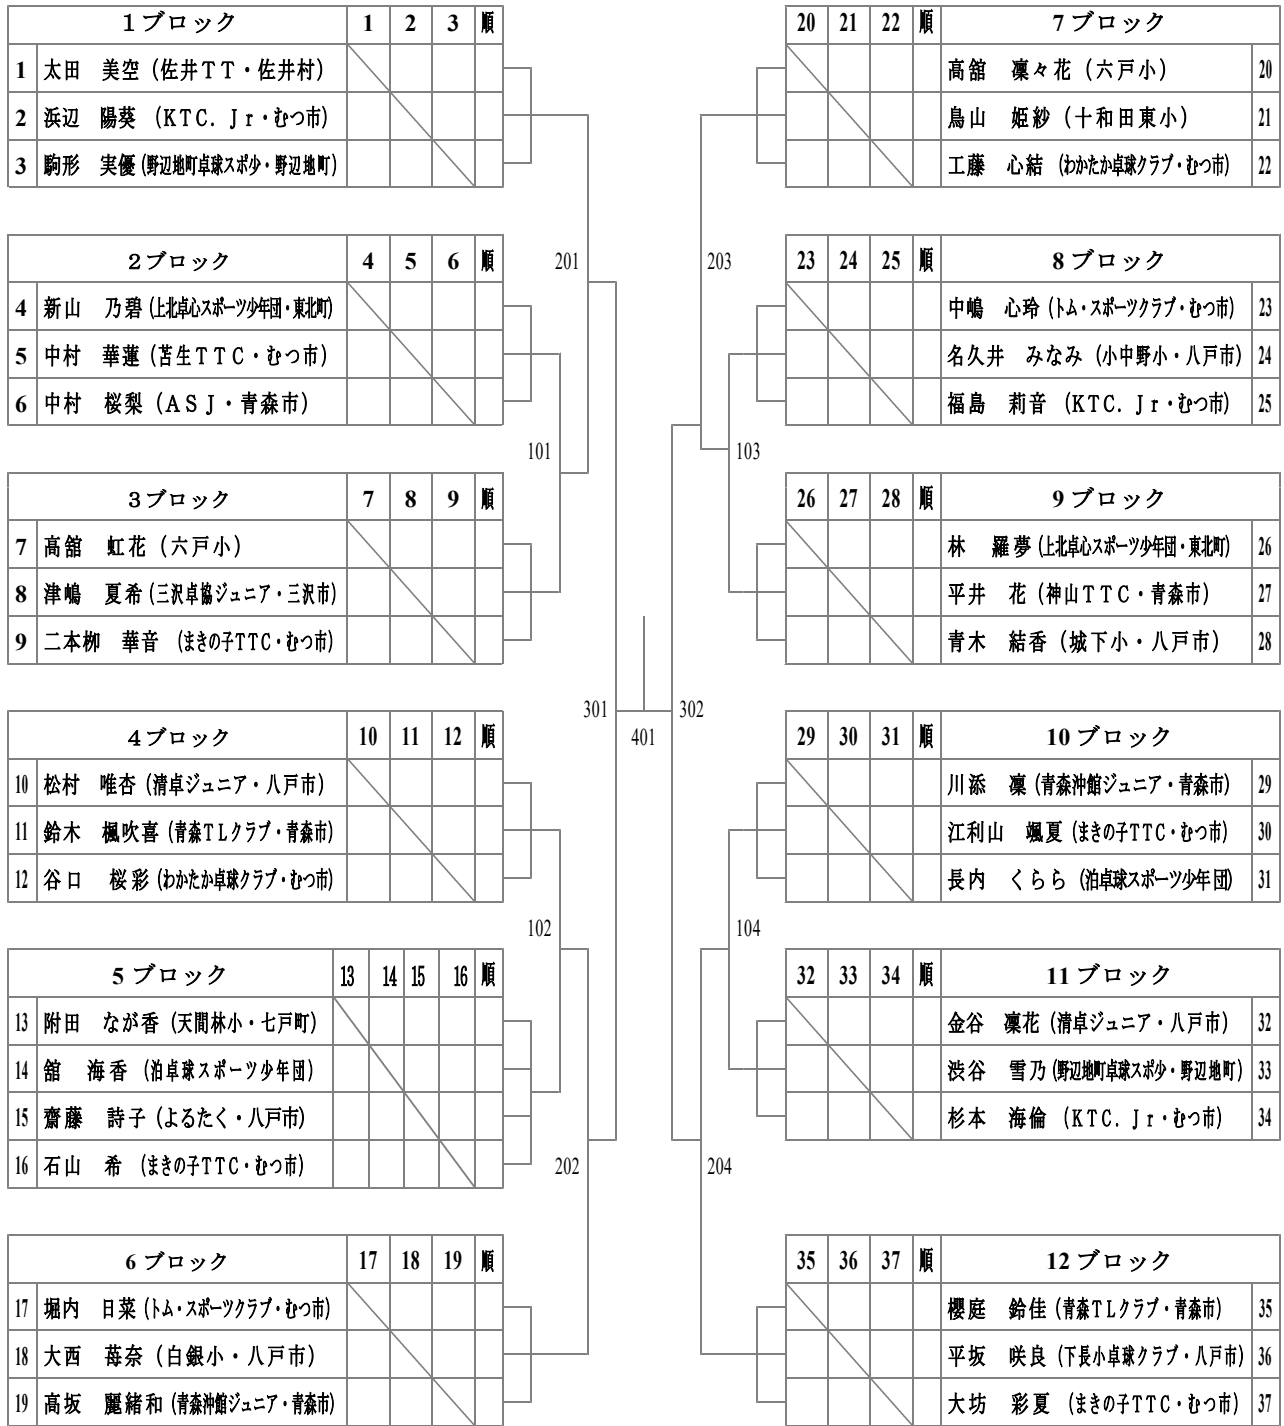 １ブロック 1 2 3 順
1 太田　美空（佐井ＴＴ・佐井村）
2 浜辺　陽葵（KTC. Jr・むつ市）
3 駒形　実優（野辺地町卓球スポ少・野辺地町）
２ブロック 4 5 6 順
4 新山　乃碧（上北卓心スポーツ少年団・東北町）
5 中村　華蓮（苫生ＴＴＣ・むつ市）
6 中村　桜梨（ＡＳＪ・青森市）
３ブロック 7 8 9 順
7 高舘　虹花（六戸小）
8 津嶋　夏希（三沢卓協ジュニア・三沢市）
9 二本栁　華音（まきの子TTC・むつ市）
４ブロック 10 11 12 順
10 松村　唯杏（清卓ジュニア・八戸市）
11 鈴木　楓吹喜（青森TLクラブ・青森市）
12 谷口　桜彩（わかたか卓球クラブ・むつ市）
5ブロック 13 14 15 16 順
13 附田　なが香（天間林小・七戸町）
14 舘　海香（泊卓球スポーツ少年団）
15 齋藤　詩子（よるたく・八戸市）
16 石山　希（まきの子TTC・むつ市）
6ブロック 17 18 19 順
17 堀内　日菜（トム・スポーツクラブ・むつ市）
18 大西　苺奈（白銀小・八戸市）
19 高坂　麗緒和（青森沖館ジュニア・青森市）
201
101
301
102
202
401
203
103
302
104
204
20 21 22 順 7ブロック
高舘　凜々花（六戸小） 20
鳥山　姫紗（十和田東小） 21
工藤　心結（わかたか卓球クラブ・むつ市） 22
23 24 25 順 8ブロック
中嶋　心玲（トム・スポーツクラブ・むつ市） 23
名久井　みなみ（小中野小・八戸市） 24
福島　莉音（KTC. Jr・むつ市） 25
26 27 28 順 9ブロック
林　羅夢（上北卓心スポーツ少年団・東北町） 26
平井　花（神山ＴＴＣ・青森市） 27
青木　結香（城下小・八戸市） 28
29 30 31 順 10ブロック
川添　凜（青森沖館ジュニア・青森市） 29
江利山　颯夏（まきの子TTC・むつ市） 30
長内　くらら（泊卓球スポーツ少年団） 31
32 33 34 順 11ブロック
金谷　凜花（清卓ジュニア・八戸市） 32
渋谷　雪乃（野辺地町卓球スポ少・野辺地町） 33
杉本　海倫（KTC. Jr・むつ市） 34
35 36 37 順 12ブロック
櫻庭　鈴佳（青森TLクラブ・青森市） 35
平坂　咲良（下長小卓球クラブ・八戸市） 36
大坊　彩夏（まきの子TTC・むつ市） 37